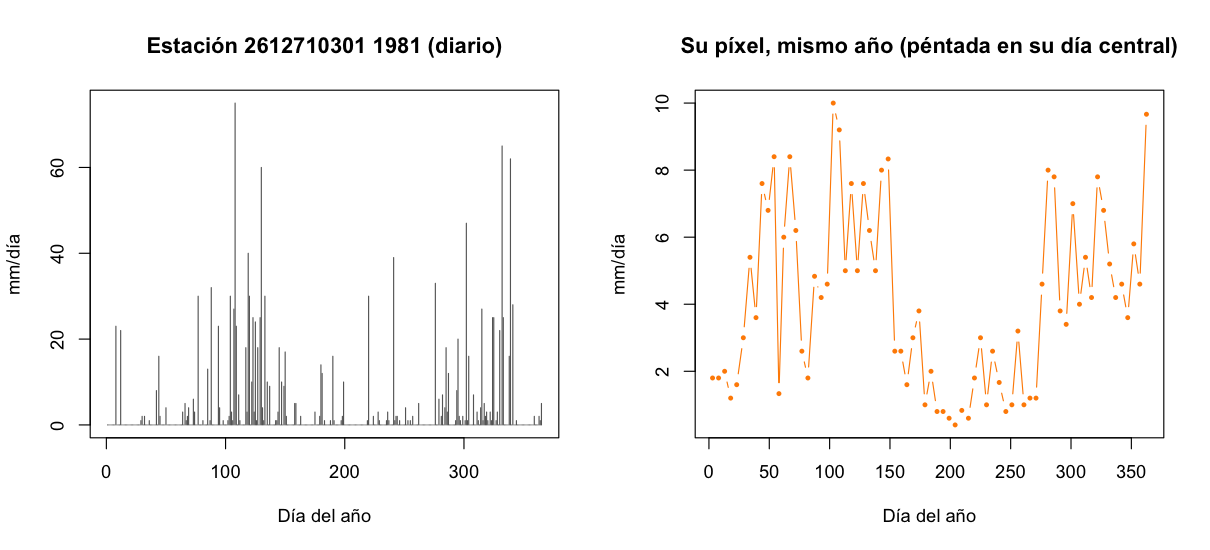 Estación 2612710301 1981 (diario)
mm/día
60
40
20
0
0 100 200 300
Día del año
Su píxel, mismo año (péntada en su día central)
mm/día
10
8
6
4
2
0 50 100 150 200 250 300 350
Día del año